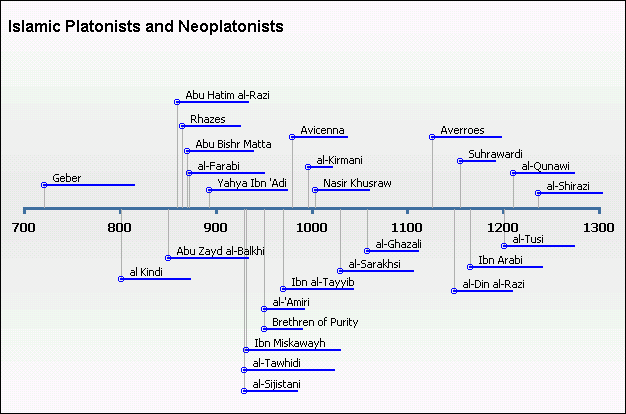 Islamic Platonists and Neoplatonists
Abu Hatim al-Razi
Rhazes
Avicenna
Averroes
Abu Bishr Matta
Suhrawardi
al-Farabi
al-Kirmani
al-Qunawi
Geber
Yahya Ibn 'Adi
Nasir Khusraw
al-Shirazi
700 800 900 1000 1100 1200 1300
al-Tusi
Abu Zayd al-Balkhi
al-Ghazali
al Kindi
al-Sarakhsi
Ibn Arabi
Ibn al-Tayyib
al-Din al-Razi
al-'Amiri
Brethren of Purity
Ibn Miskawayh
al-Tawhidi
al-Sijistani